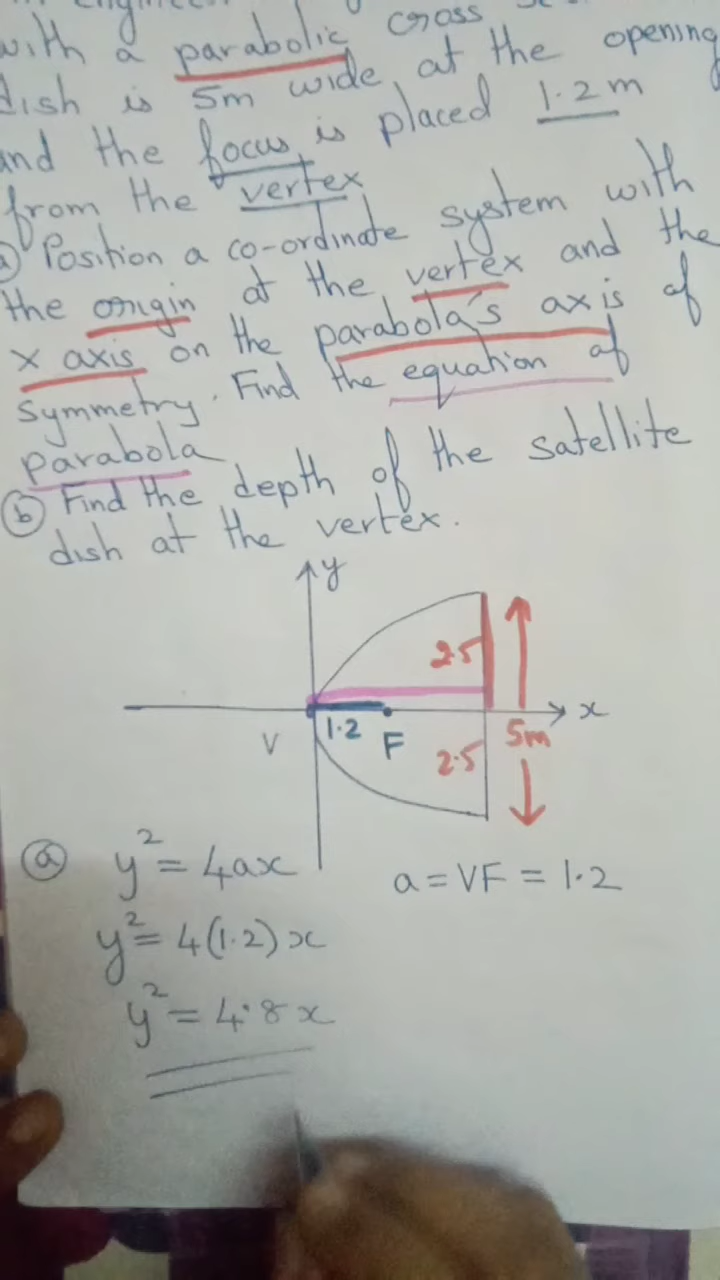 engineer
with a parabolic cross
dish is 5m wide at the opening
and the focus is placed 1.2m
from the vertex
a) Position a co-ordinate system with
the origin at the vertex and the
x axis on the parabola's axis of
symmetry. Find the equation of
parabola
b) Find the depth of the satellite
dish at the vertex.
y
2.5
V 1.2 F 5m x
2.5
a) y² = 4ax a = VF = 1.2
y² = 4(1.2)x
y² = 4.8x